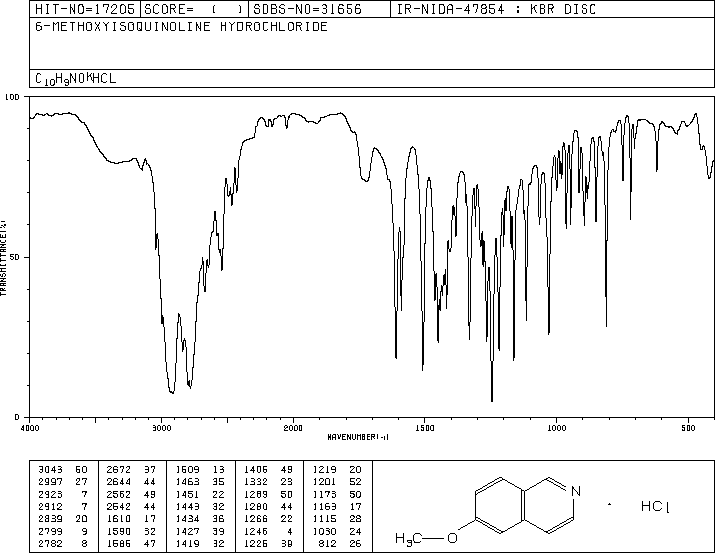 HIT-NO=17205 SCORE= ( ) SDBS-NO=31656 IR-NIDA-47854 : KBR DISC
6-METHOXYISOQUINOLINE HYDROCHLORIDE
C10H9NO*HCL
100
50
0
TRANSMITTANCE(%)
4000 3000 2000 1500 1000 500
WAVENUMBER(-1)
3043 60 2672 37 1609 13 1406 49 1219 20
2997 27 2644 44 1463 35 1332 23 1201 52
2923 7 2562 49 1451 22 1289 50 1173 50
2912 7 2542 44 1449 32 1280 44 1163 17
2839 20 1610 17 1434 36 1266 22 1115 28
2799 9 1590 32 1427 39 1246 4 1030 24
2782 8 1586 47 1419 32 1226 39 812 26
N
· HCl
H3C O